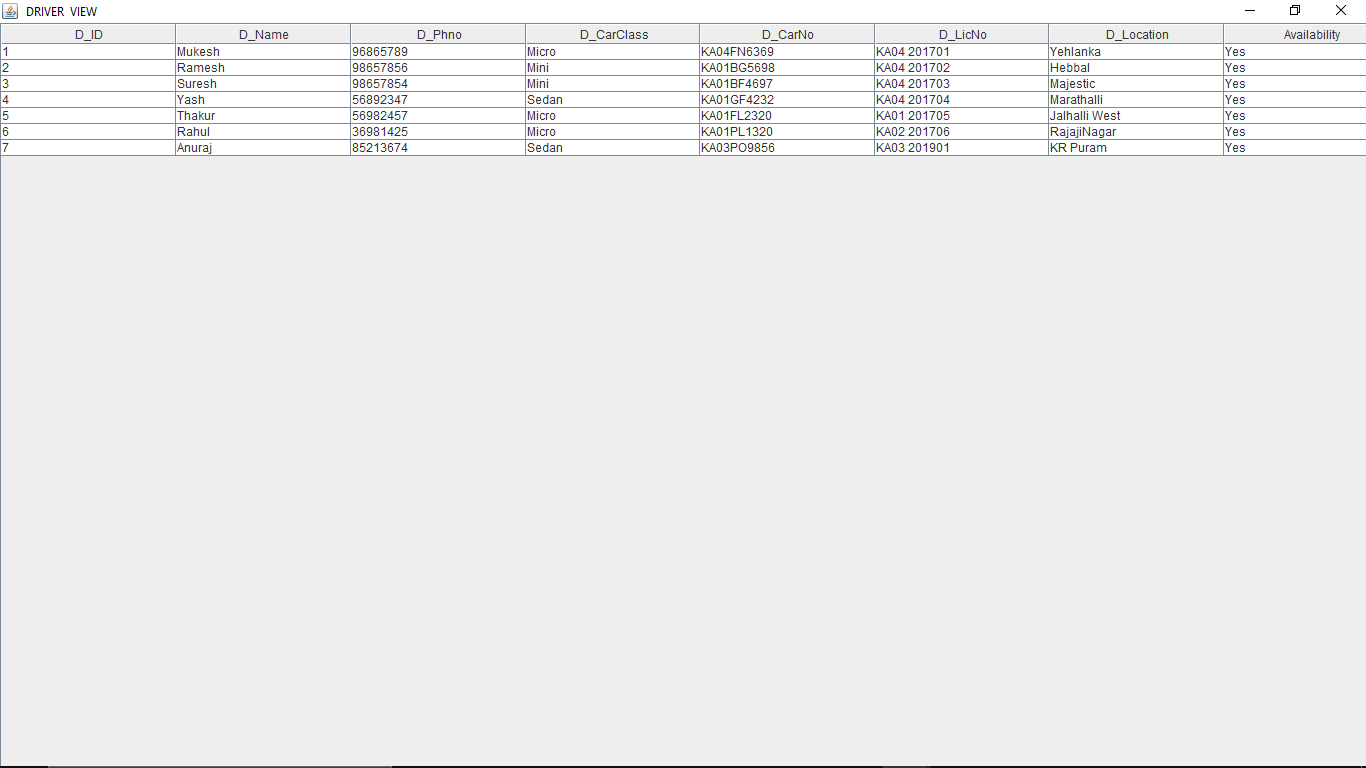 DRIVER VIEW
D_ID D_Name D_Phno D_CarClass D_CarNo D_LicNo D_Location Availability
1 Mukesh 96865789 Micro KA04FN6369 KA04 201701 Yehlanka Yes
2 Ramesh 98657856 Mini KA01BG5698 KA04 201702 Hebbal Yes
3 Suresh 98657854 Mini KA01BF4697 KA04 201703 Majestic Yes
4 Yash 56892347 Sedan KA01GF4232 KA04 201704 Marathalli Yes
5 Thakur 56982457 Micro KA01FL2320 KA01 201705 Jalhalli West Yes
6 Rahul 36981425 Micro KA01PL1320 KA02 201706 RajajiNagar Yes
7 Anuraj 85213674 Sedan KA03PO9856 KA03 201901 KR Puram Yes